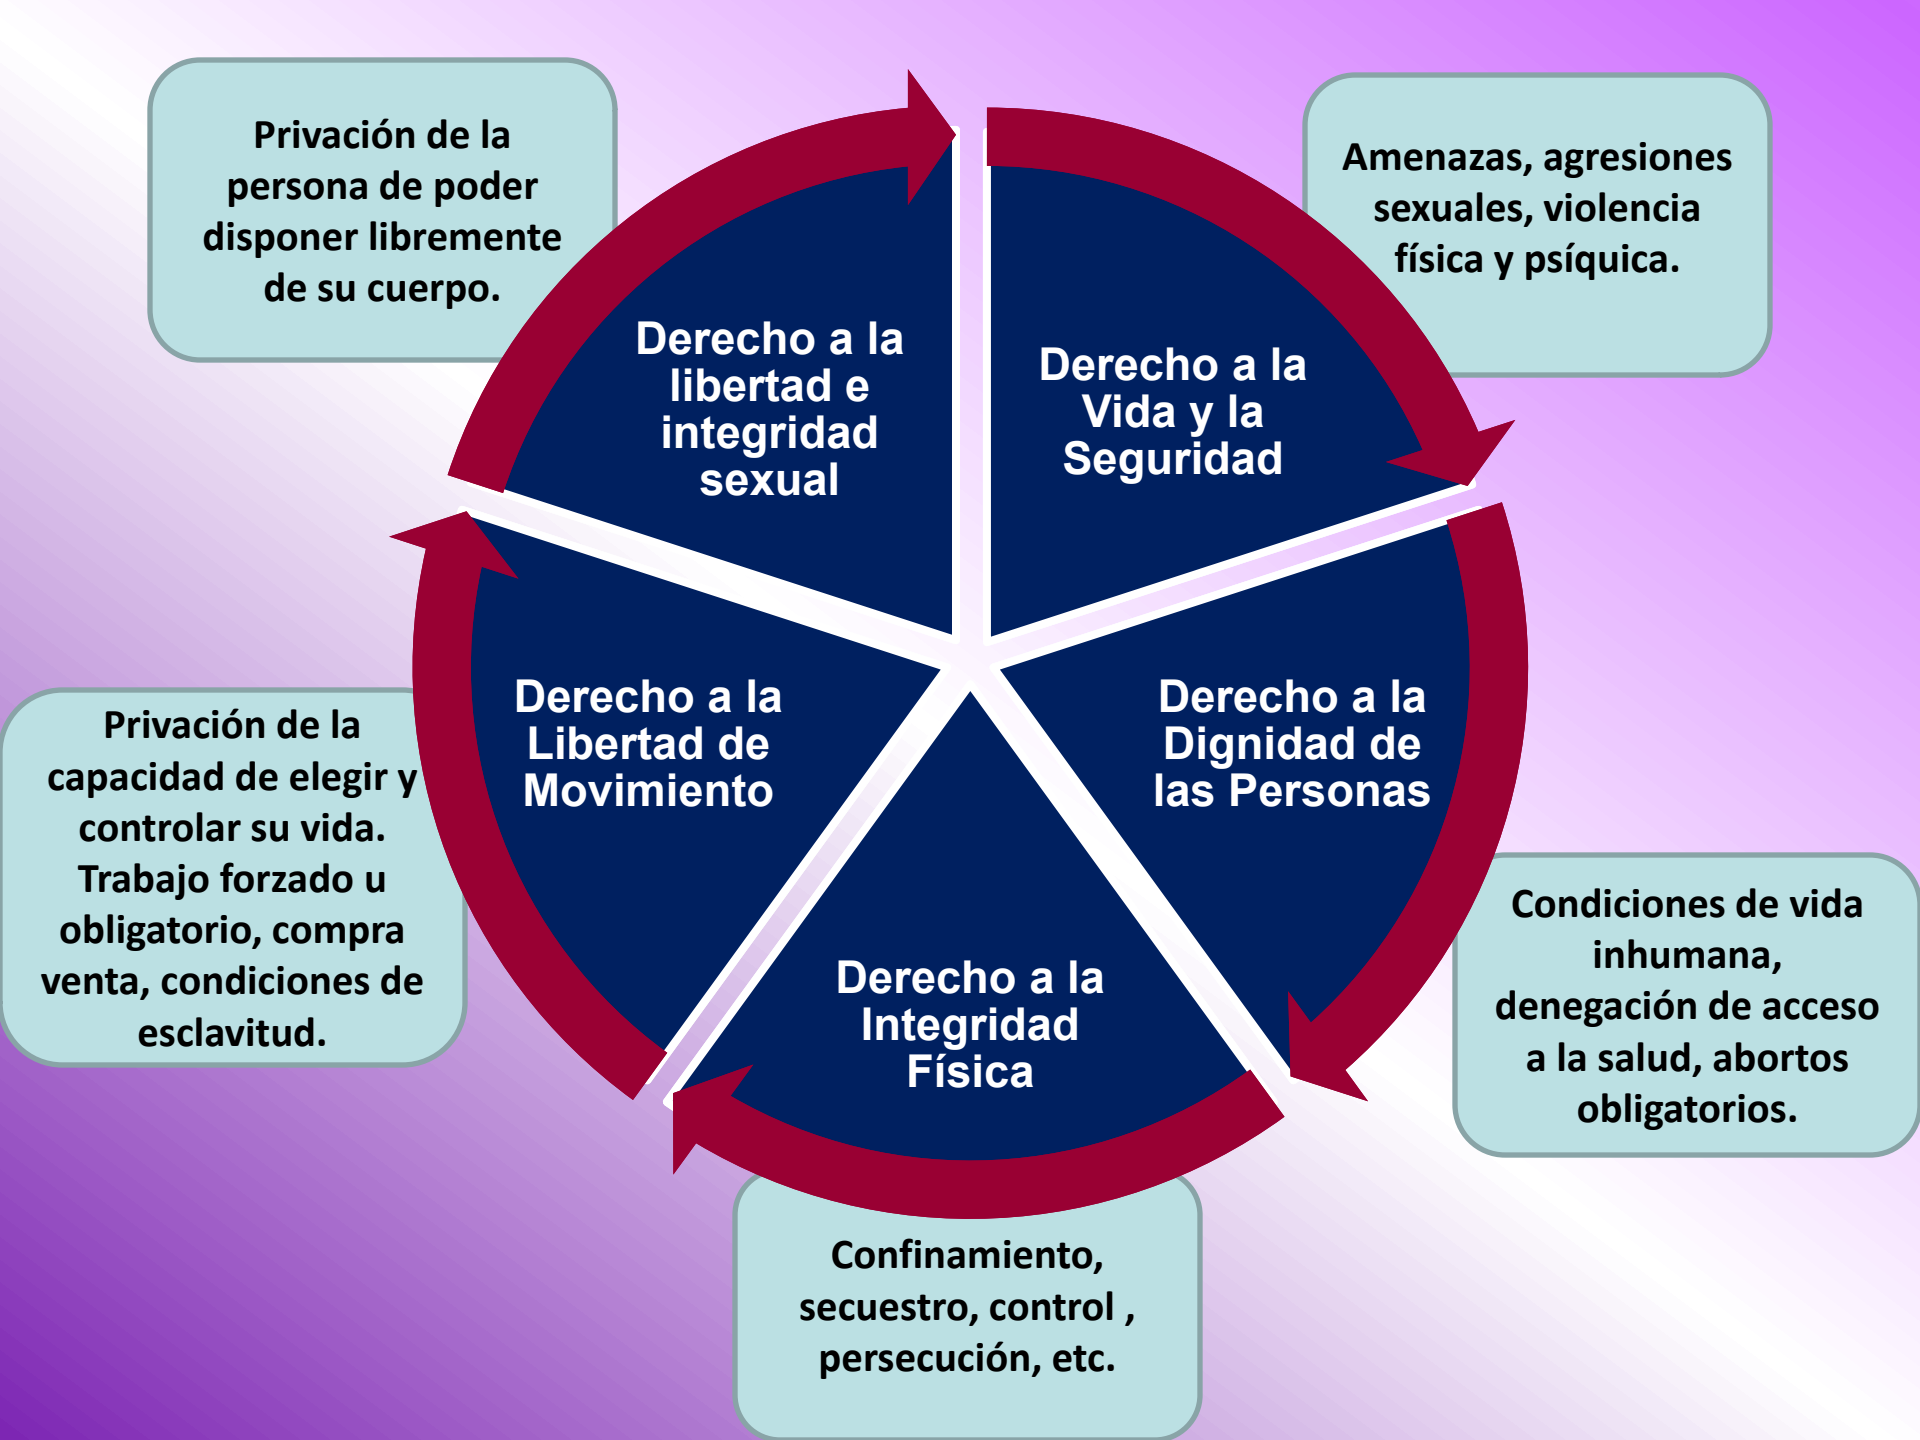 Privación de la
persona de poder
disponer libremente
de su cuerpo.
Amenazas, agresiones
sexuales, violencia
física y psíquica.
Derecho a la
libertad e
integridad
sexual
Derecho a la
Vida y la
Seguridad
Derecho a la
Libertad de
Movimiento
Derecho a la
Dignidad de
las Personas
Privación de la
capacidad de elegir y
controlar su vida.
Trabajo forzado u
obligatorio, compra
venta, condiciones de
esclavitud.
Condiciones de vida
inhumana,
denegación de acceso
a la salud, abortos
obligatorios.
Derecho a la
Integridad
Física
Confinamiento,
secuestro, control ,
persecución, etc.